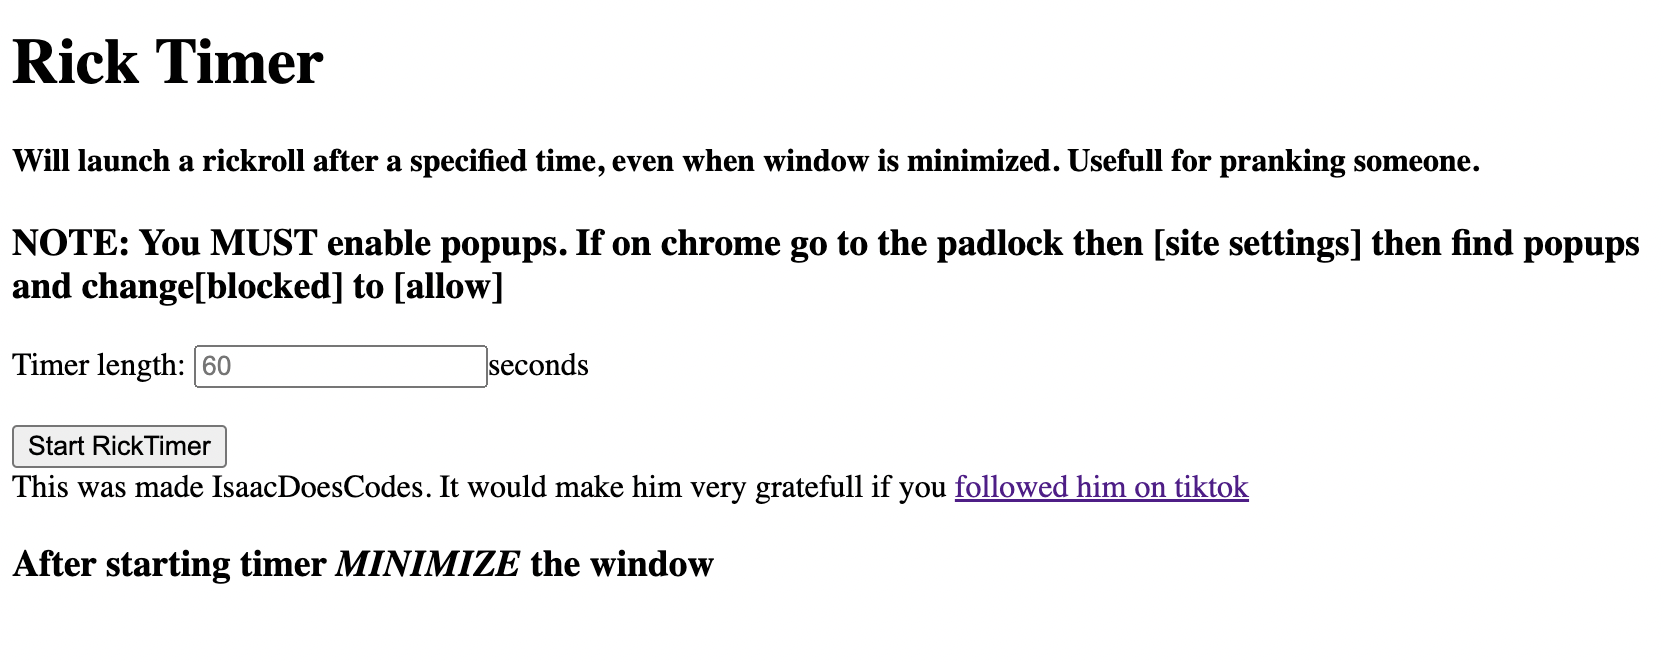 Rick Timer
Will launch a rickroll after a specified time, even when window is minimized. Usefull for pranking someone.
NOTE: You MUST enable popups. If on chrome go to the padlock then [site settings] then find popups
and change[blocked] to [allow]
Timer length: 60 seconds
Start RickTimer
This was made IsaacDoesCodes. It would make him very gratefull if you followed him on tiktok
After starting timer MINIMIZE the window